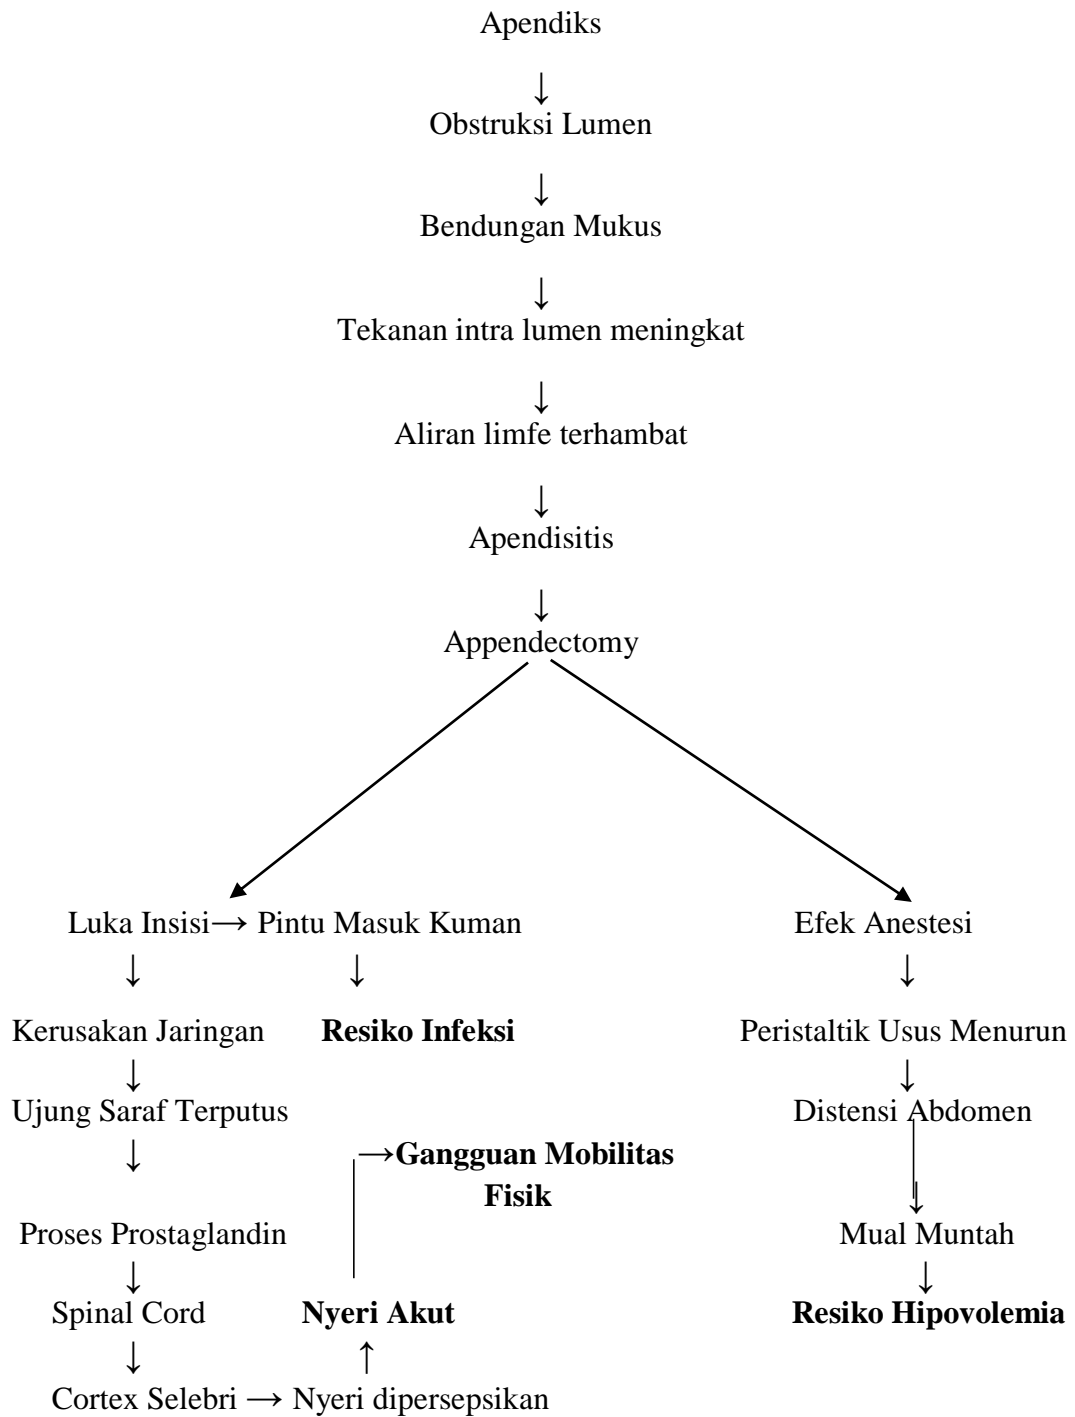 Apendiks
↓
Obstruksi Lumen
↓
Bendungan Mukus
↓
Tekanan intra lumen meningkat
↓
Aliran limfe terhambat
↓
Apendisitis
↓
Appendectomy
Luka Insisi→ Pintu Masuk Kuman Efek Anestesi
↓ ↓ ↓
Kerusakan Jaringan Resiko Infeksi Peristaltik Usus Menurun
↓ ↓
Ujung Saraf Terputus Distensi Abdomen
↓ →Gangguan Mobilitas
Fisik ↓
Proses Prostaglandin Mual Muntah
↓ ↓
Spinal Cord Nyeri Akut Resiko Hipovolemia
↓ ↑
Cortex Selebri → Nyeri dipersepsikan